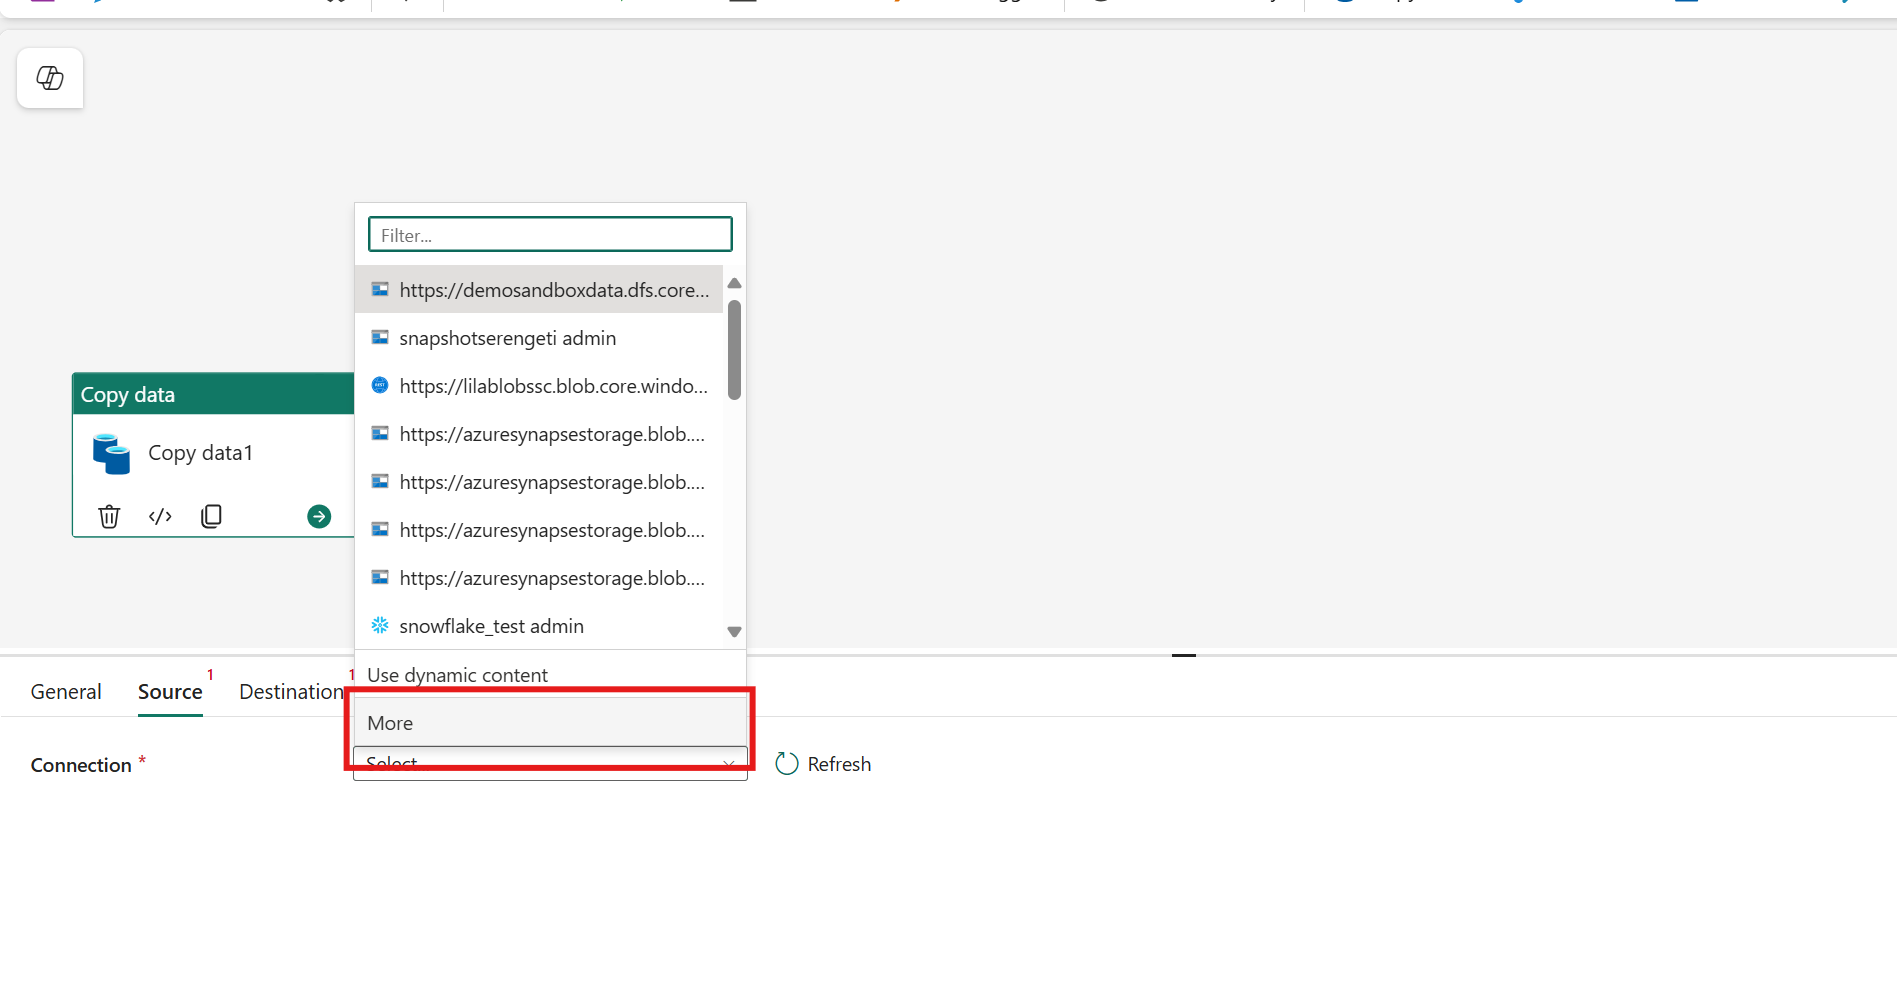 Filter...
https://demosandboxdata.dfs.core...
snapshotserengeti admin
https://lilablobssc.blob.core.windo...
https://azuresynapsestorage.blob....
Copy data
https://azuresynapsestorage.blob....
Copy data1
https://azuresynapsestorage.blob....
https://azuresynapsestorage.blob....
snowflake_test admin
Use dynamic content
General
Source 1
Destination 1
More
Connection *
Select
Refresh